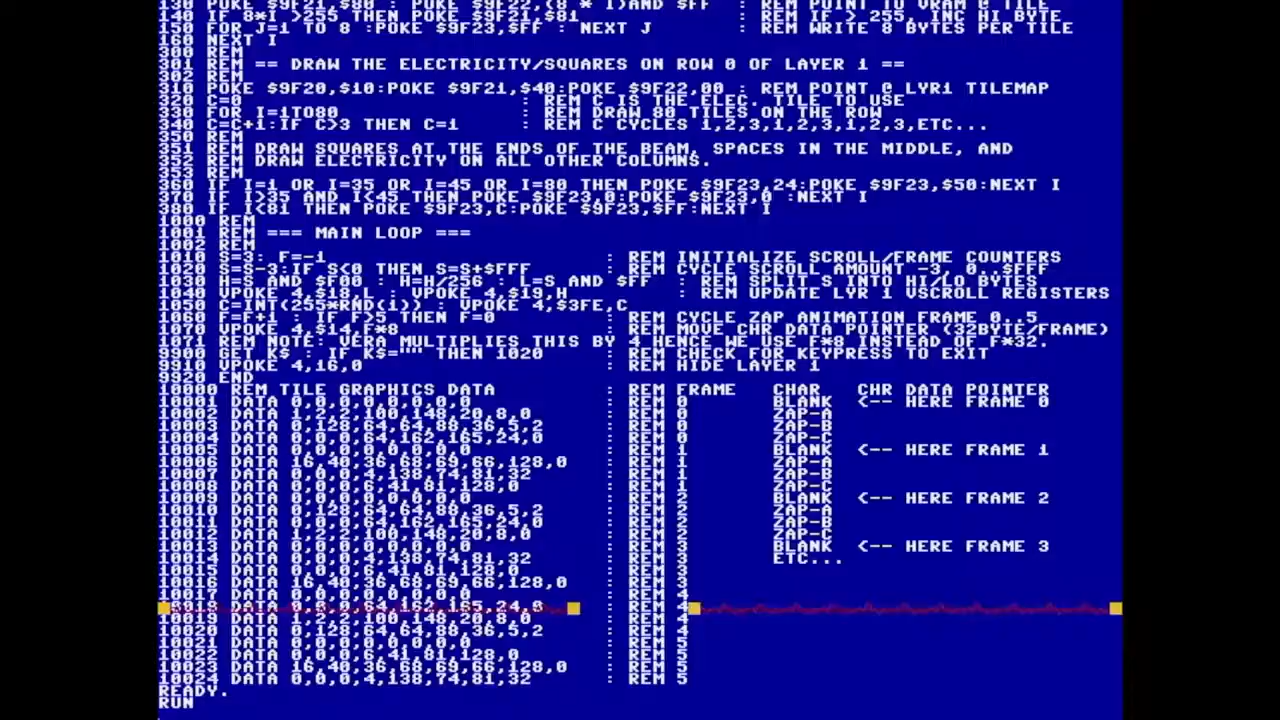 130 POKE $9F21,$80 : POKE $9F22,(8 * I)AND $FF : REM POINT TO VRAM @ TILE
140 IF 8*I >255 THEN POKE $9F21,$81 : REM IF > 255, INC HI BYTE
150 FOR J=1 TO 8 :POKE $9F23,$FF : NEXT J : REM WRITE 8 BYTES PER TILE
160 NEXT I
300 REM
301 REM == DRAW THE ELECTRICITY/SQUARES ON ROW 0 OF LAYER 1 ==
302 REM
310 POKE $9F20,$10:POKE $9F21,$40:POKE $9F22,00 : REM POINT @ LYR1 TILEMAP
320 C=0 : REM C IS THE ELEC. TILE TO USE
330 FOR I=1TO80 : REM DRAW 80 TILES ON THE ROW
340 C=C+1:IF C>3 THEN C=1 : REM C CYCLES 1,2,3,1,2,3,1,2,3,ETC...
350 REM
351 REM DRAW SQUARES AT THE ENDS OF THE BEAM, SPACES IN THE MIDDLE, AND
352 REM DRAW ELECTRICITY ON ALL OTHER COLUMNS.
353 REM
360 IF I=1 OR I=35 OR I=45 OR I=80 THEN POKE $9F23,24:POKE $9F23,$50:NEXT I
370 IF I>35 AND I<45 THEN POKE $9F23,0:POKE $9F23,0 :NEXT I
380 IF I<81 THEN POKE $9F23,C:POKE $9F23,$FF:NEXT I
1000 REM
1001 REM === MAIN LOOP ===
1002 REM
1010 S=3: F=-1 : REM INITIALIZE SCROLL/FRAME COUNTERS
1020 S=S-3:IF S<0 THEN S=S+$FFF : REM CYCLE SCROLL AMOUNT -3, 0..$FFF
1030 H=S AND $F00 : H=H/256 : L=S AND $FF : REM SPLIT S INTO HI/LO BYTES
1040 VPOKE 4,$18,L : VPOKE 4,$19,H : REM UPDATE LYR 1 VSCROLL REGISTERS
1050 C=INT(255*RND(1)) : VPOKE 4,$3FE,C
1060 F=F+1 : IF F>5 THEN F=0 : REM CYCLE ZAP ANIMATION FRAME 0..5
1070 VPOKE 4,$14,F*8 : REM MOVE CHR DATA POINTER (32BYTE/FRAME)
1071 REM NOTE: VERA MULTIPLIES THIS BY 4 HENCE WE USE F*8 INSTEAD OF F*32.
9900 GET K$ : IF K$="" THEN 1020 : REM CHECK FOR KEYPRESS TO EXIT
9910 VPOKE 4,16,0 : REM HIDE LAYER 1
9920 END
10000 REM TILE GRAPHICS DATA : REM FRAME CHAR CHR DATA POINTER
10001 DATA 0,0,0,0,0,0,0,0 : REM 0 BLANK <-- HERE FRAME 0
10002 DATA 1,2,2,100,148,20,8,0 : REM 0 ZAP-A
10003 DATA 0,128,64,64,88,36,5,2 : REM 0 ZAP-B
10004 DATA 0,0,0,64,162,165,24,0 : REM 0 ZAP-C
10005 DATA 0,0,0,0,0,0,0,0 : REM 1 BLANK <-- HERE FRAME 1
10006 DATA 16,40,36,68,69,66,128,0 : REM 1 ZAP-A
10007 DATA 0,0,0,4,138,74,81,32 : REM 1 ZAP-B
10008 DATA 0,0,0,6,41,81,128,0 : REM 1 ZAP-C
10009 DATA 0,0,0,0,0,0,0,0 : REM 2 BLANK <-- HERE FRAME 2
10010 DATA 0,128,64,64,88,36,5,2 : REM 2 ZAP-A
10011 DATA 0,0,0,64,162,165,24,0 : REM 2 ZAP-B
10012 DATA 1,2,2,100,148,20,8,0 : REM 2 ZAP-C
10013 DATA 0,0,0,0,0,0,0,0 : REM 3 BLANK <-- HERE FRAME 3
10014 DATA 0,0,0,4,138,74,81,32 : REM 3 ETC...
10015 DATA 0,0,0,6,41,81,128,0 : REM 3
10016 DATA 16,40,36,68,69,66,128,0 : REM 3
10017 DATA 0,0,0,0,0,0,0,0 : REM 4
10018 DATA : REM 4
10019 DATA 1,2,2,100,148,20,8,0 : REM 4
10020 DATA 0,128,64,64,88,36,5,2 : REM 4
10021 DATA 0,0,0,0,0,0,0,0 : REM 5
10022 DATA 0,0,0,6,41,81,128,0 : REM 5
10023 DATA 16,40,36,68,69,66,128,0 : REM 5
10024 DATA 0,0,0,4,138,74,81,32 : REM 5
READY.
RUN